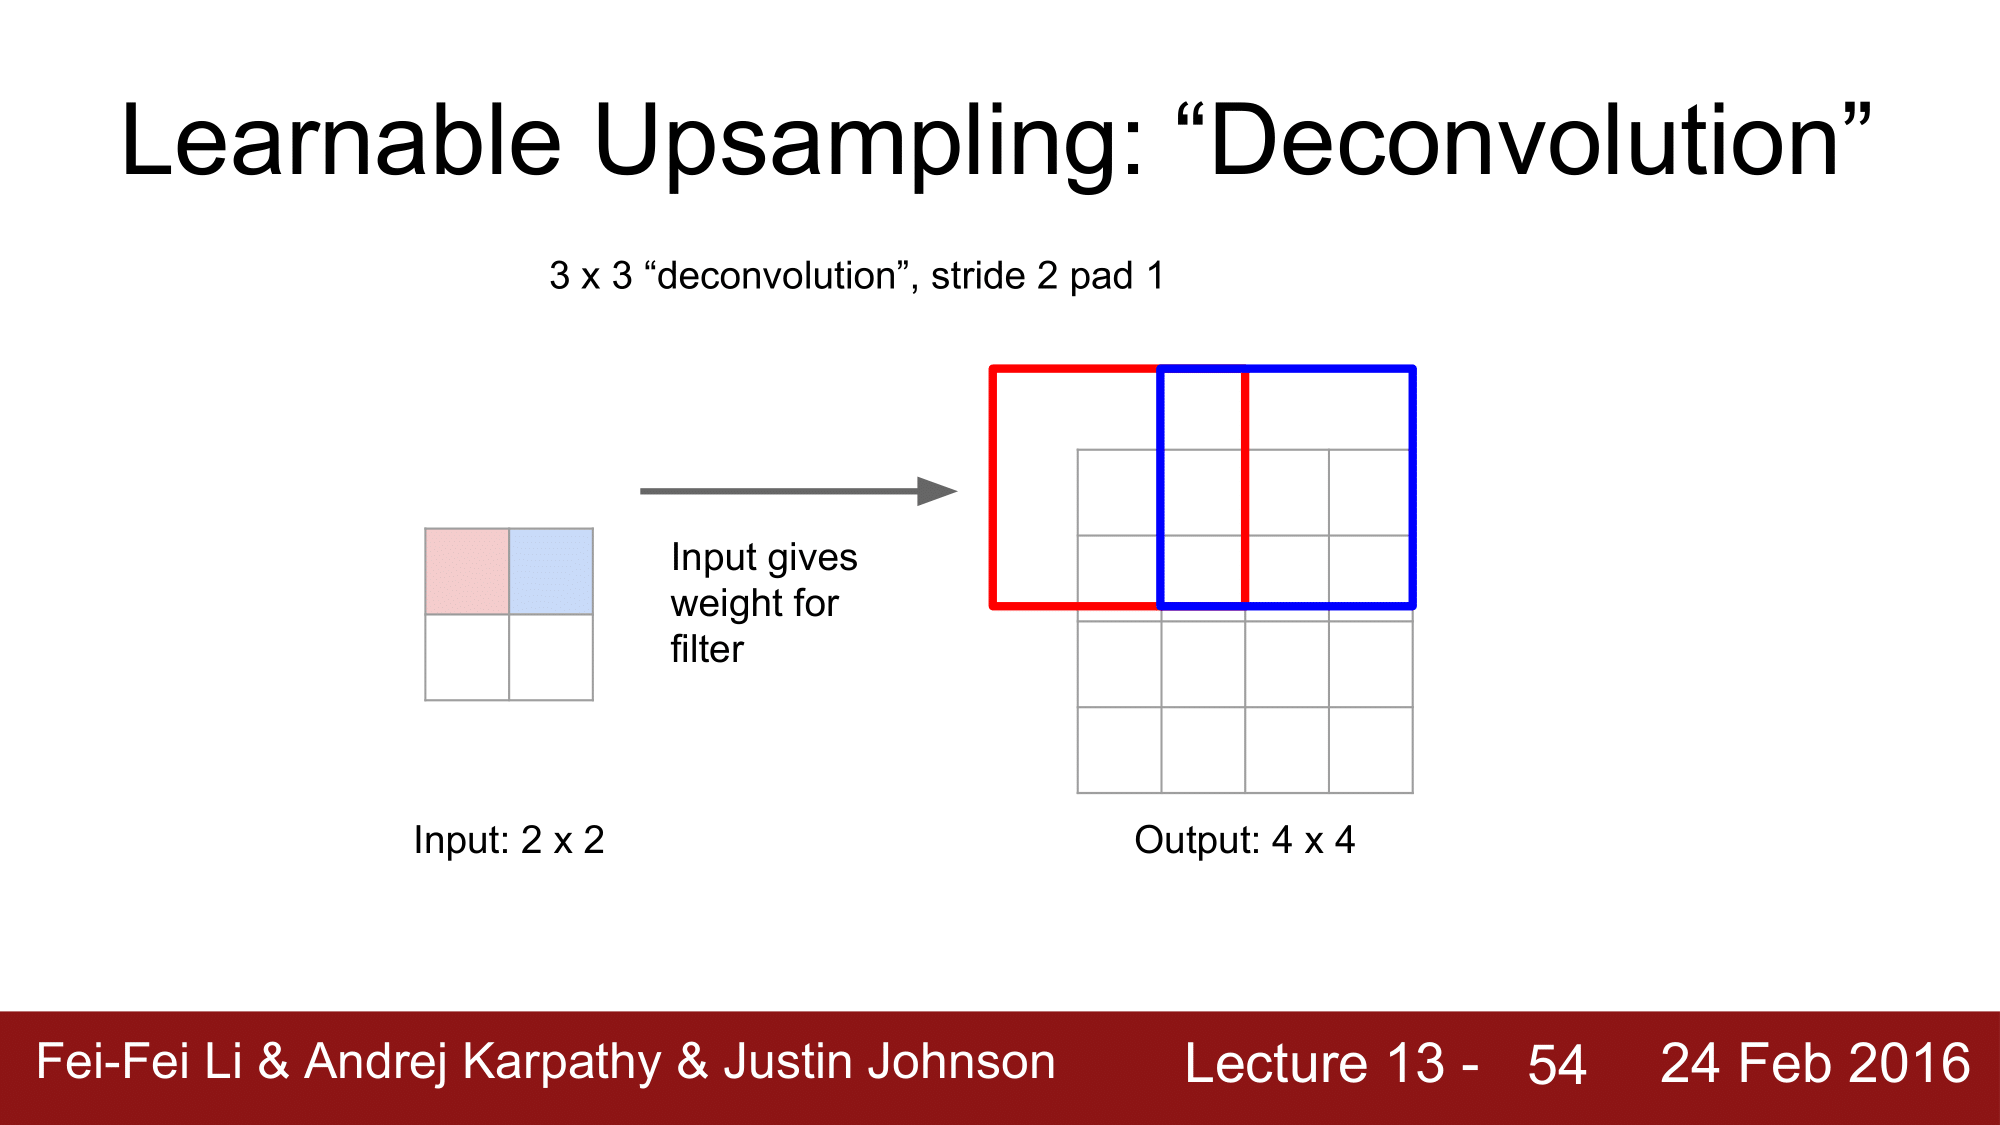 Learnable Upsampling: “Deconvolution”
3 x 3 “deconvolution”, stride 2 pad 1
Input gives
weight for
filter
Input: 2 x 2
Output: 4 x 4
Fei-Fei Li & Andrej Karpathy & Justin Johnson
Lecture 13 - 54
24 Feb 2016